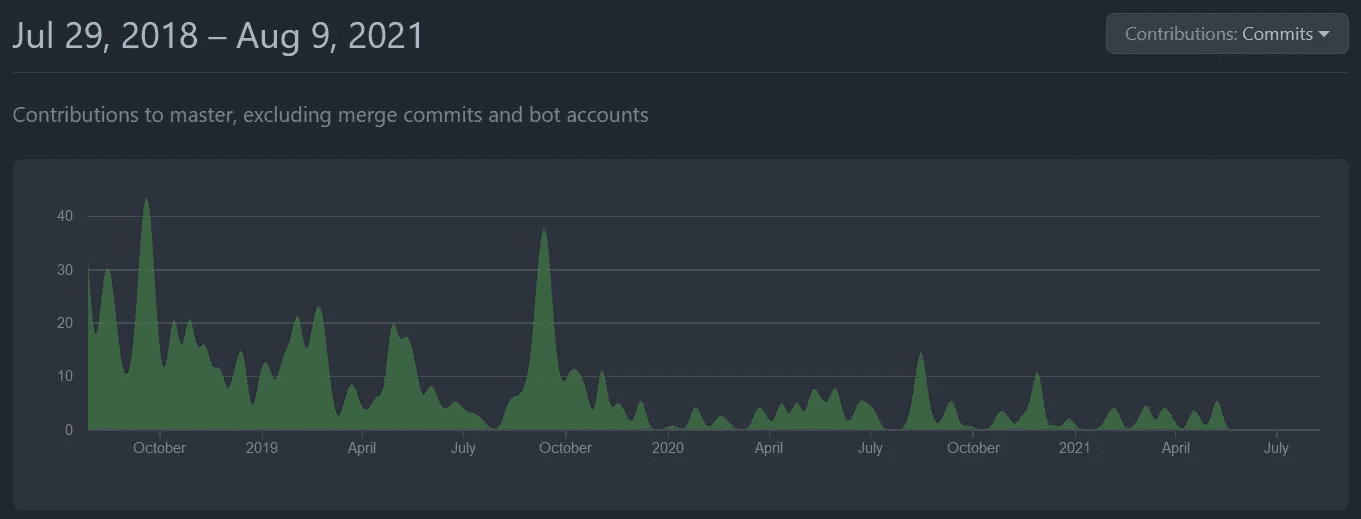 Jul 29, 2018 – Aug 9, 2021
Contributions: Commits
Contributions to master, excluding merge commits and bot accounts
40
30
20
10
0
October 2019 April July October 2020 April July October 2021 April July